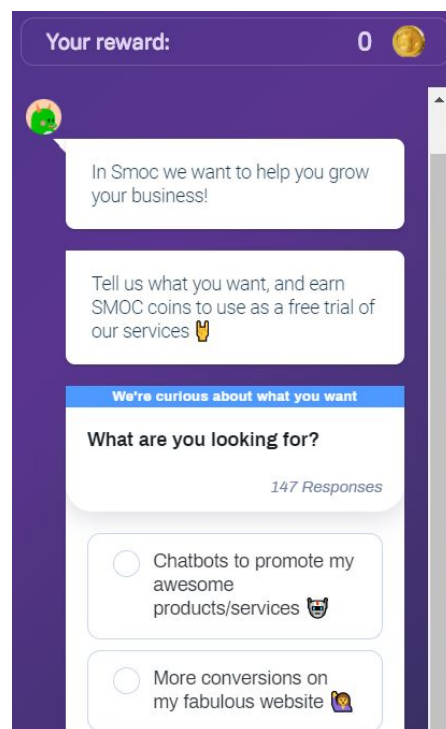 Your reward: 0
In Smoc we want to help you grow
your business!
Tell us what you want, and earn
SMOC coins to use as a free trial of
our services 🤘
We're curious about what you want
What are you looking for?
147 Responses
Chatbots to promote my
awesome
products/services 🤖
More conversions on
my fabulous website 🙋